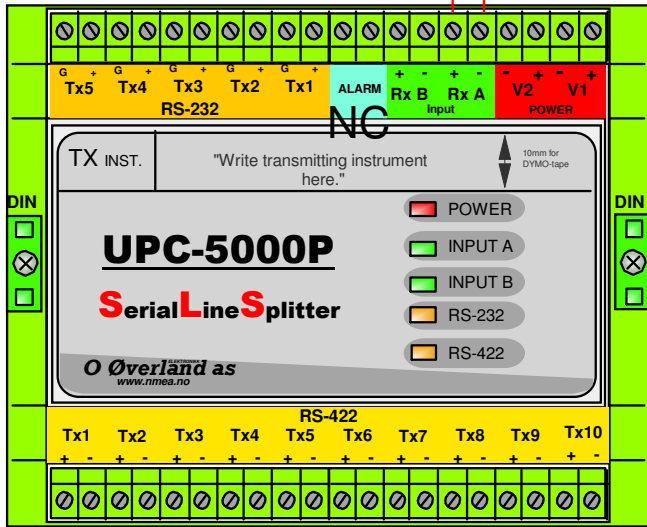 G + G + G + G + G +
Tx5 Tx4 Tx3 Tx2 Tx1
RS-232
ALARM
NC
+ - + -
Rx B Rx A
Input
- + - +
V2 V1
POWER
TX INST.
"Write transmitting instrument
here."
10mm for
DYMO-tape
DIN
DIN
UPC-5000P
SerialLineSplitter
POWER
INPUT A
INPUT B
RS-232
RS-422
ELEKTRONIKK
O Øverland as
www.nmea.no
RS-422
Tx1 Tx2 Tx3 Tx4 Tx5 Tx6 Tx7 Tx8 Tx9 Tx10
+ - + - + - + - + - + - + - + - + - + -